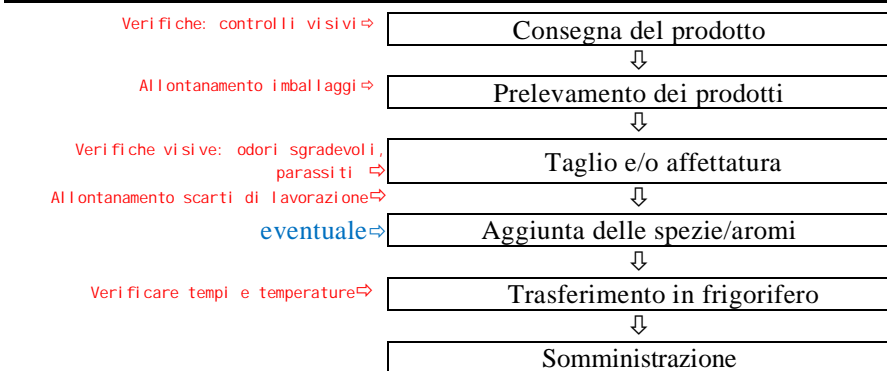 Verifiche: controlli visivi⇨ Consegna del prodotto
⇩
Allontanamento imballaggi⇨ Prelevamento dei prodotti
⇩
Verifiche visive: odori sgradevoli,
parassiti ⇨ Taglio e/o affettatura
Allontanamento scarti di lavorazione⇨ ⇩
eventuale⇨ Aggiunta delle spezie/aromi
⇩
Verificare tempi e temperature⇨ Trasferimento in frigorifero
⇩
Somministrazione